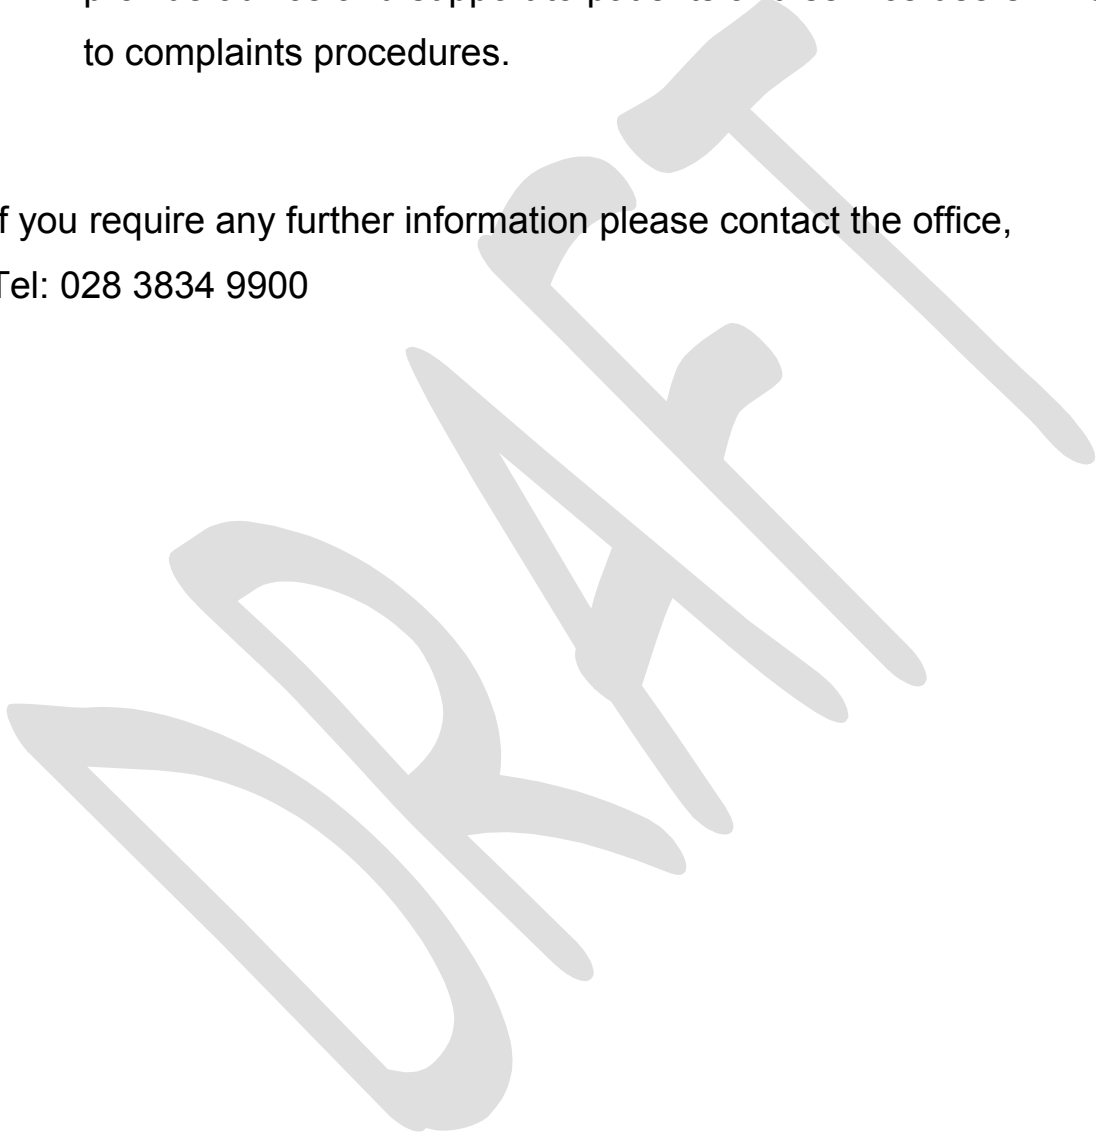 to complaints procedures.
f you require any further information please contact the office,
Tel: 028 3834 9900
DRAFT